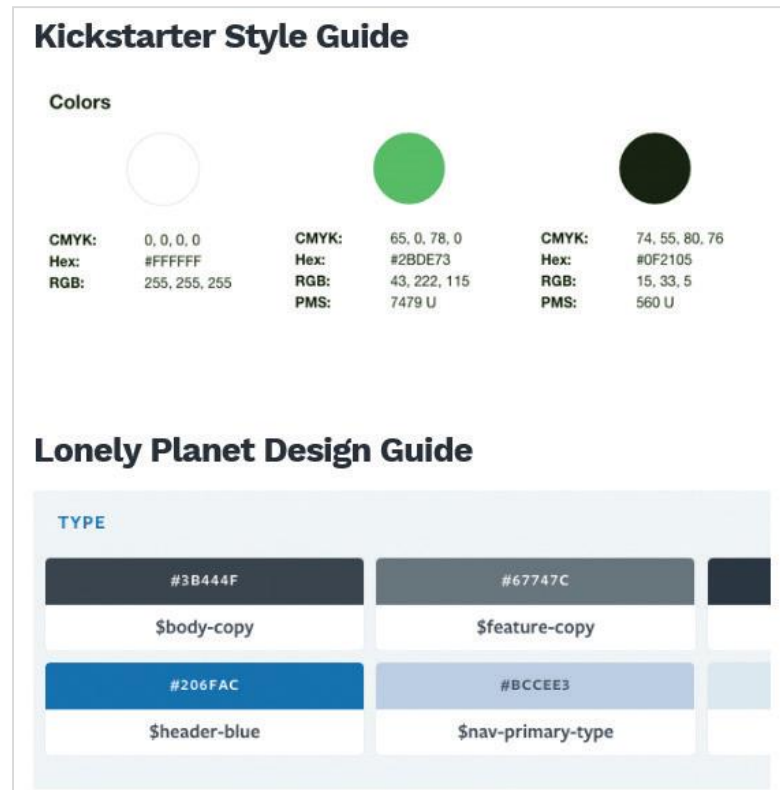 Kickstarter Style Guide
Colors
CMYK: 0, 0, 0, 0 CMYK: 65, 0, 78, 0 CMYK: 74, 55, 80, 76
Hex: #FFFFFF Hex: #2BDE73 Hex: #0F2105
RGB: 255, 255, 255 RGB: 43, 222, 115 RGB: 15, 33, 5
PMS: 7479 U PMS: 560 U
Lonely Planet Design Guide
TYPE
#3B444F #67747C
$body-copy $feature-copy
#206FAC #BCCEE3
$header-blue $nav-primary-type